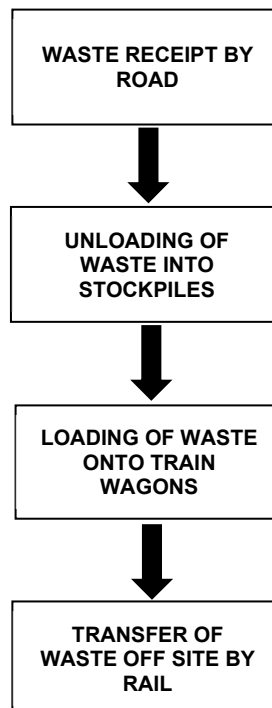 WASTE RECEIPT BY
ROAD
UNLOADING OF
WASTE INTO
STOCKPILES
LOADING OF WASTE
ONTO TRAIN
WAGONS
TRANSFER OF
WASTE OFF SITE BY
RAIL